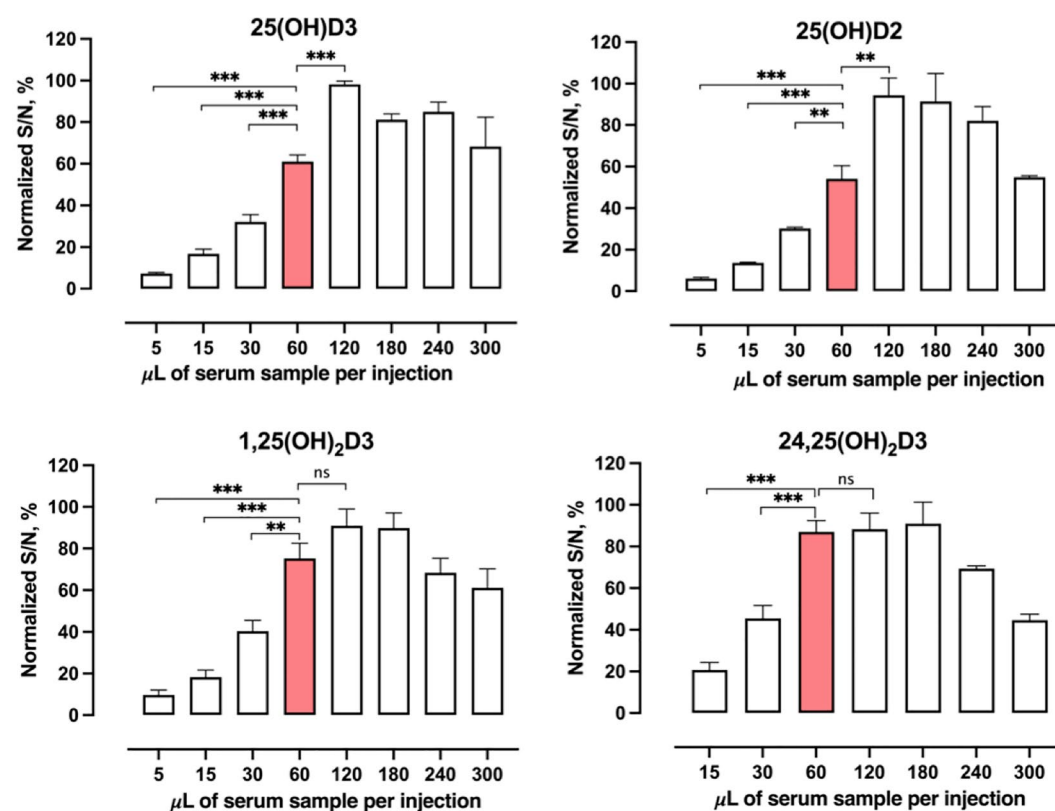 25(OH)D3
Normalized S/N, %
120
100
80
60
40
20
0
***
***
***
***
5 15 30 60 120 180 240 300
μL of serum sample per injection
25(OH)D2
Normalized S/N, %
120
100
80
60
40
20
0
**
***
***
**
5 15 30 60 120 180 240 300
μL of serum sample per injection
1,25(OH)₂D3
Normalized S/N, %
120
100
80
60
40
20
0
ns
***
***
**
5 15 30 60 120 180 240 300
μL of serum sample per injection
24,25(OH)₂D3
Normalized S/N, %
120
100
80
60
40
20
0
***
ns
***
15 30 60 120 180 240 300
μL of serum sample per injection